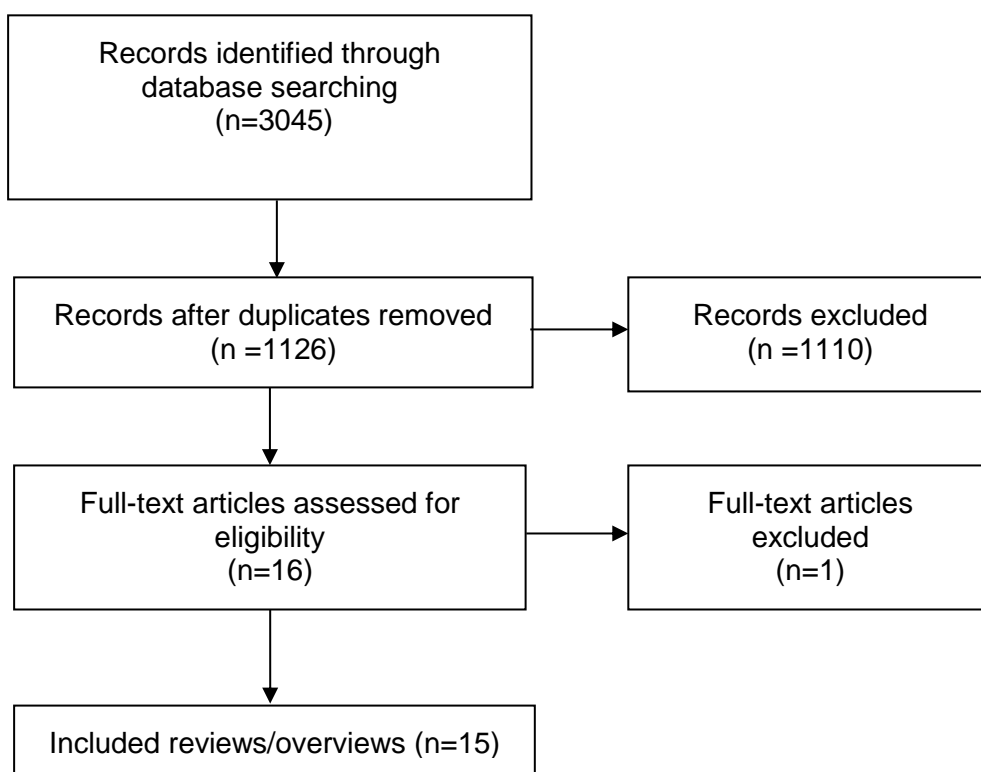 Records identified through
database searching
(n=3045)
Records after duplicates removed
(n =1126)
Records excluded
(n =1110)
Full-text articles assessed for
eligibility
(n=16)
Full-text articles
excluded
(n=1)
Included reviews/overviews (n=15)